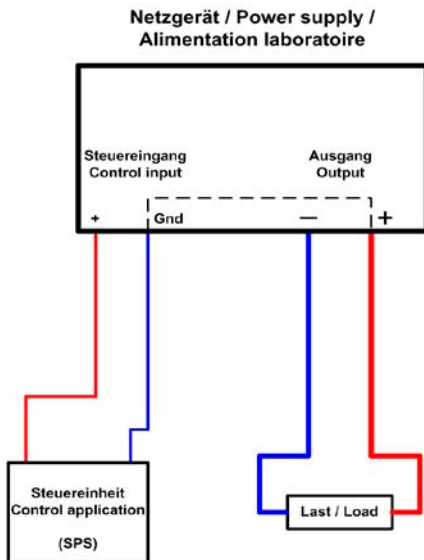 Netzgerät / Power supply /
Alimentation laboratoire
Steuereingang
Control input
Ausgang
Output
+
Gnd
—
+
Steuereinheit
Control application
(SPS)
Last / Load